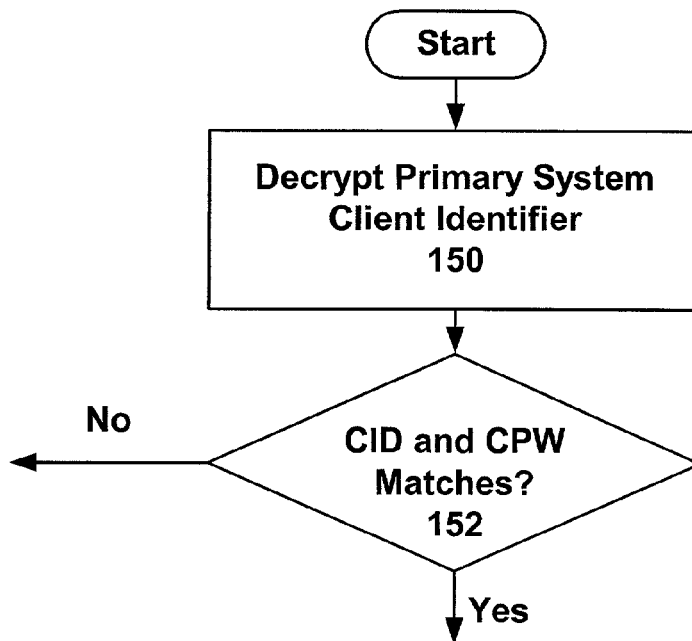 Start
Decrypt Primary System
Client Identifier
150
No
CID and CPW
Matches?
152
Yes